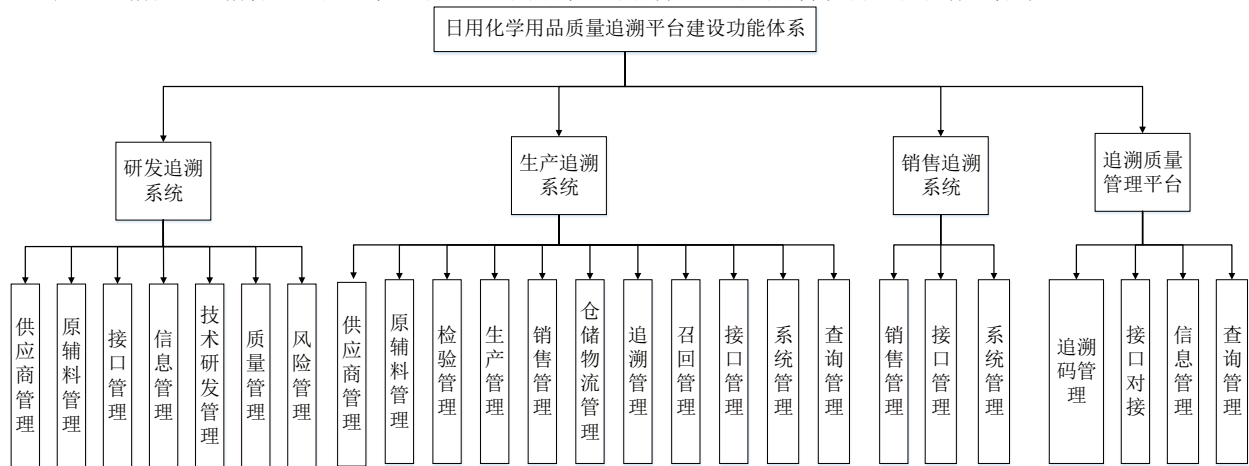 日用化学用品质量追溯平台建设功能体系
研发追溯
系统
生产追溯
系统
销售追溯
系统
追溯质量
管理平台
供应商管理
原辅料管理
接口管理
信息管理
技术研发管理
质量管理
风险管理
供应商管理
原辅料管理
检验管理
生产管理
销售管理
仓储物流管理
追溯管理
召回管理
接口管理
系统管理
查询管理
销售管理
接口管理
系统管理
追溯
码管
理
接口对接
信息管理
查询管理